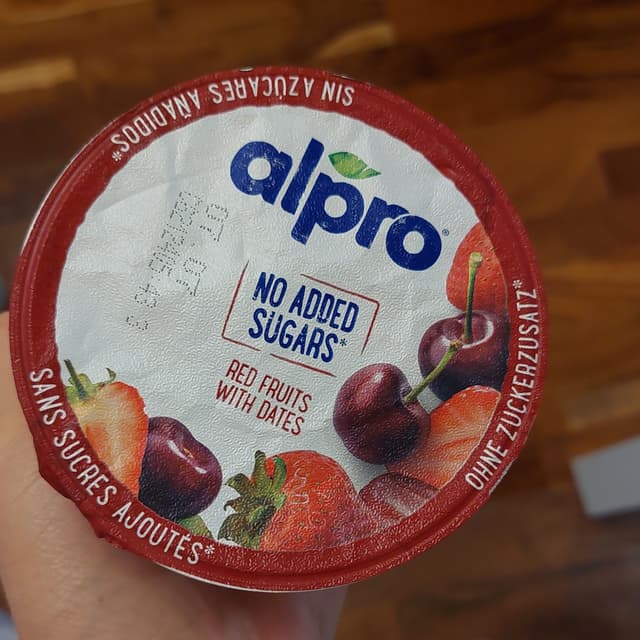 SIN AZÚCARES AÑADIDOS*
alpro®
NO ADDED
SUGARS*
RED FRUITS
WITH DATES
SANS SUCRES AJOUTÉS*
OHNE ZUCKERZUSATZ*